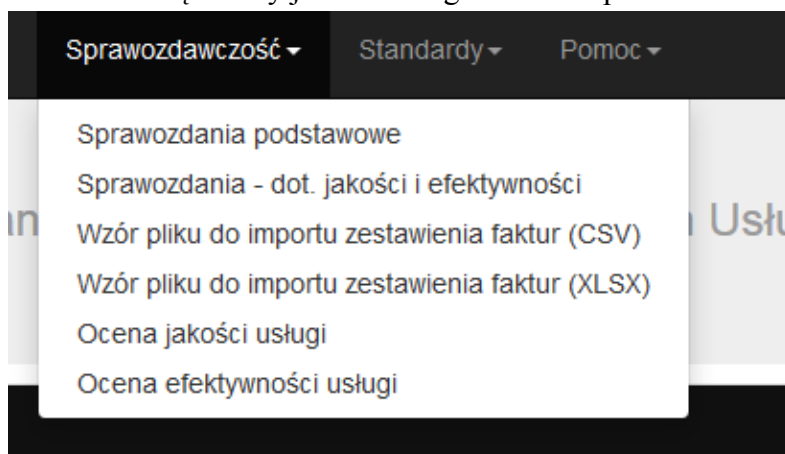 Sprawozdawczość Standardy Pomoc
Sprawozdania podstawowe
Sprawozdania - dot. jakości i efektywności
Wzór pliku do importu zestawienia faktur (CSV)
Wzór pliku do importu zestawienia faktur (XLSX)
Ocena jakości usługi
Ocena efektywności usługi